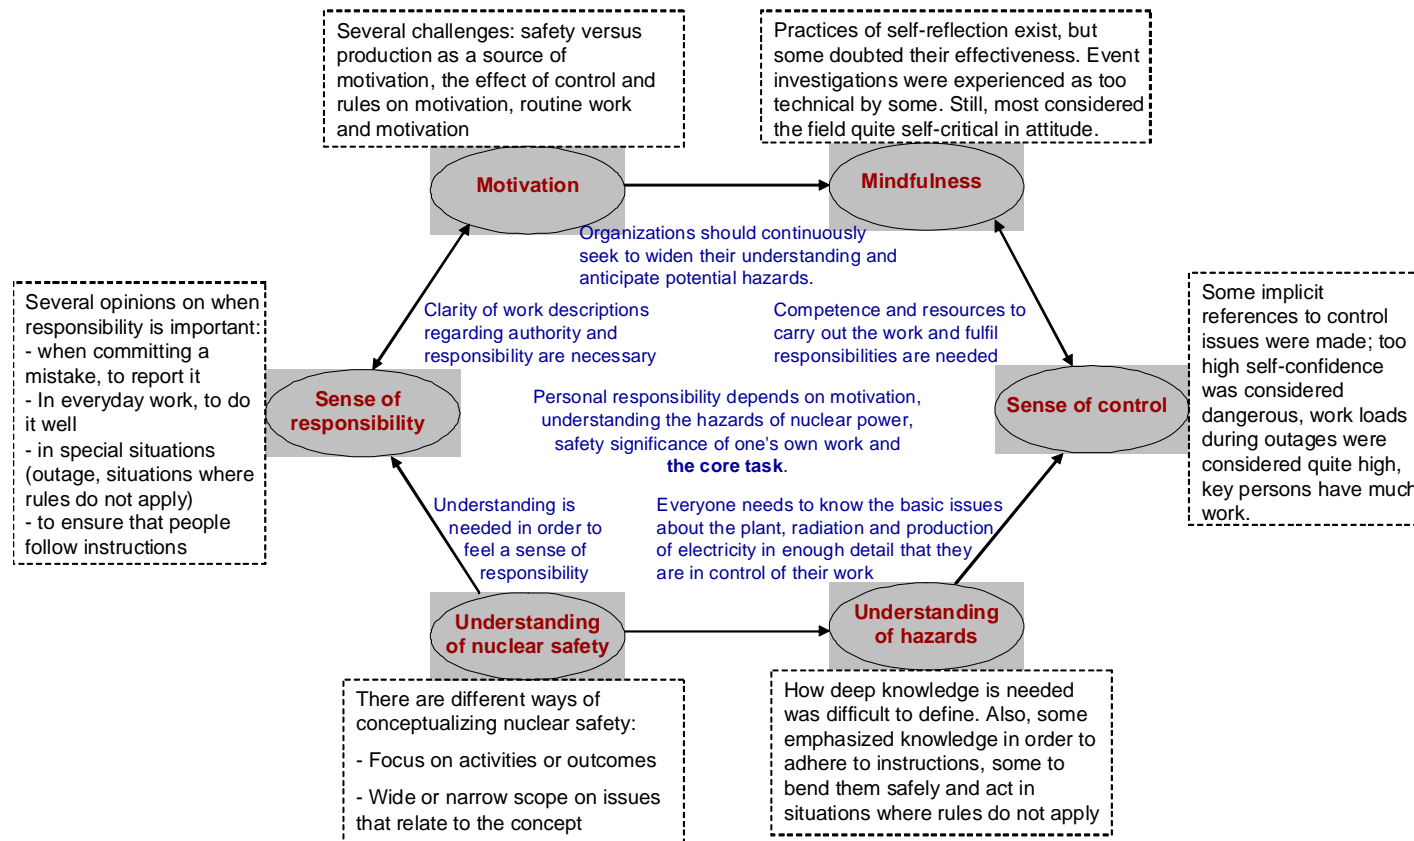 Several challenges: safety versus
production as a source of
motivation, the effect of control and
rules on motivation, routine work
and motivation
Practices of self-reflection exist, but
some doubted their effectiveness. Event
investigations were experienced as too
technical by some. Still, most considered
the field quite self-critical in attitude.
Motivation
Mindfulness
Organizations should continuously
seek to widen their understanding and
anticipate potential hazards.
Several opinions on when
responsibility is important:
- when committing a
mistake, to report it
- In everyday work, to do
it well
- in special situations
(outage, situations where
rules do not apply)
- to ensure that people
follow instructions
Clarity of work descriptions
regarding authority and
responsibility are necessary
Competence and resources to
carry out the work and fulfil
responsibilities are needed
Some implicit
references to control
issues were made; too
high self-confidence
was considered
dangerous, work loads
during outages were
considered quite high,
key persons have much
work.
Sense of
responsibility
Personal responsibility depends on motivation,
understanding the hazards of nuclear power,
safety significance of one's own work and
the core task.
Sense of control
Understanding is
needed in order to
feel a sense of
responsibility
Everyone needs to know the basic issues
about the plant, radiation and production
of electricity in enough detail that they
are in control of their work
Understanding
of nuclear safety
Understanding
of hazards
There are different ways of
conceptualizing nuclear safety:
- Focus on activities or outcomes
- Wide or narrow scope on issues
that relate to the concept
How deep knowledge is needed
was difficult to define. Also, some
emphasized knowledge in order to
adhere to instructions, some to
bend them safely and act in
situations where rules do not apply